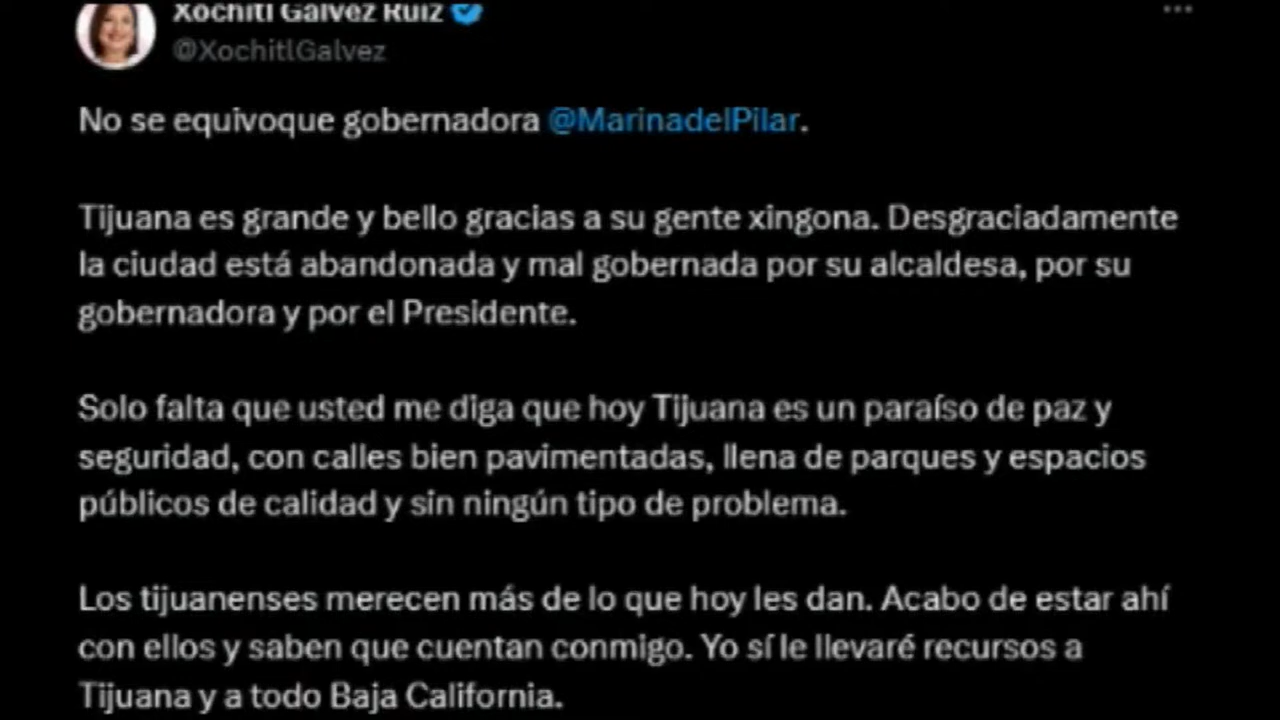 Xóchitl Gálvez Ruiz
@XochitlGalvez
No se equivoque gobernadora @MarinadelPilar.
Tijuana es grande y bello gracias a su gente xingona. Desgraciadamente
la ciudad está abandonada y mal gobernada por su alcaldesa, por su
gobernadora y por el Presidente.
Solo falta que usted me diga que hoy Tijuana es un paraíso de paz y
seguridad, con calles bien pavimentadas, llena de parques y espacios
públicos de calidad y sin ningún tipo de problema.
Los tijuanenses merecen más de lo que hoy les dan. Acabo de estar ahí
con ellos y saben que cuentan conmigo. Yo sí le llevaré recursos a
Tijuana y a todo Baja California.